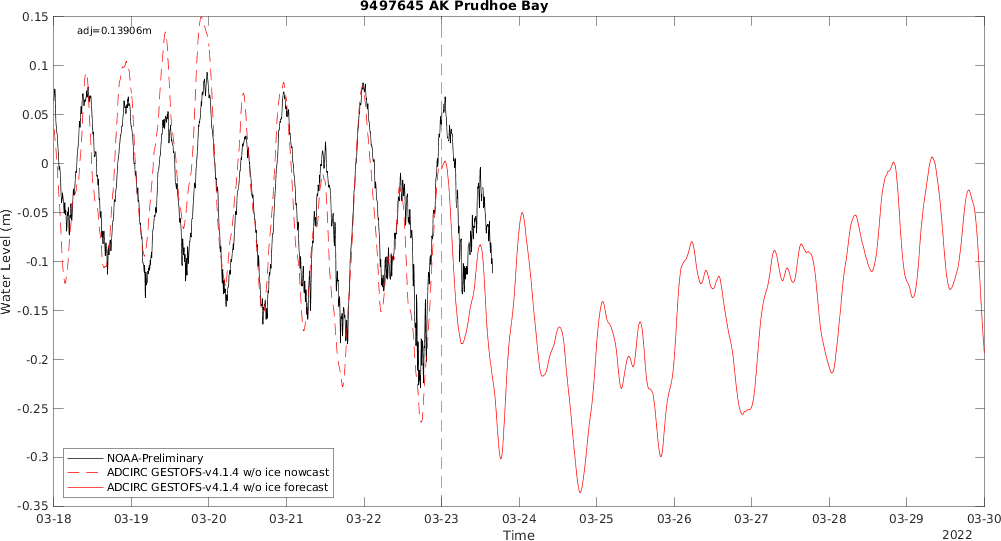 9497645 AK Prudhoe Bay
adj=0.13906m
0.15
0.1
0.05
0
-0.05
-0.1
-0.15
-0.2
-0.25
-0.3
-0.35
Water Level (m)
NOAA-Preliminary
ADCIRC GESTOFS-v4.1.4 w/o ice nowcast
ADCIRC GESTOFS-v4.1.4 w/o ice forecast
03-18 03-19 03-20 03-21 03-22 03-23 03-24 03-25 03-26 03-27 03-28 03-29 03-30
Time
2022